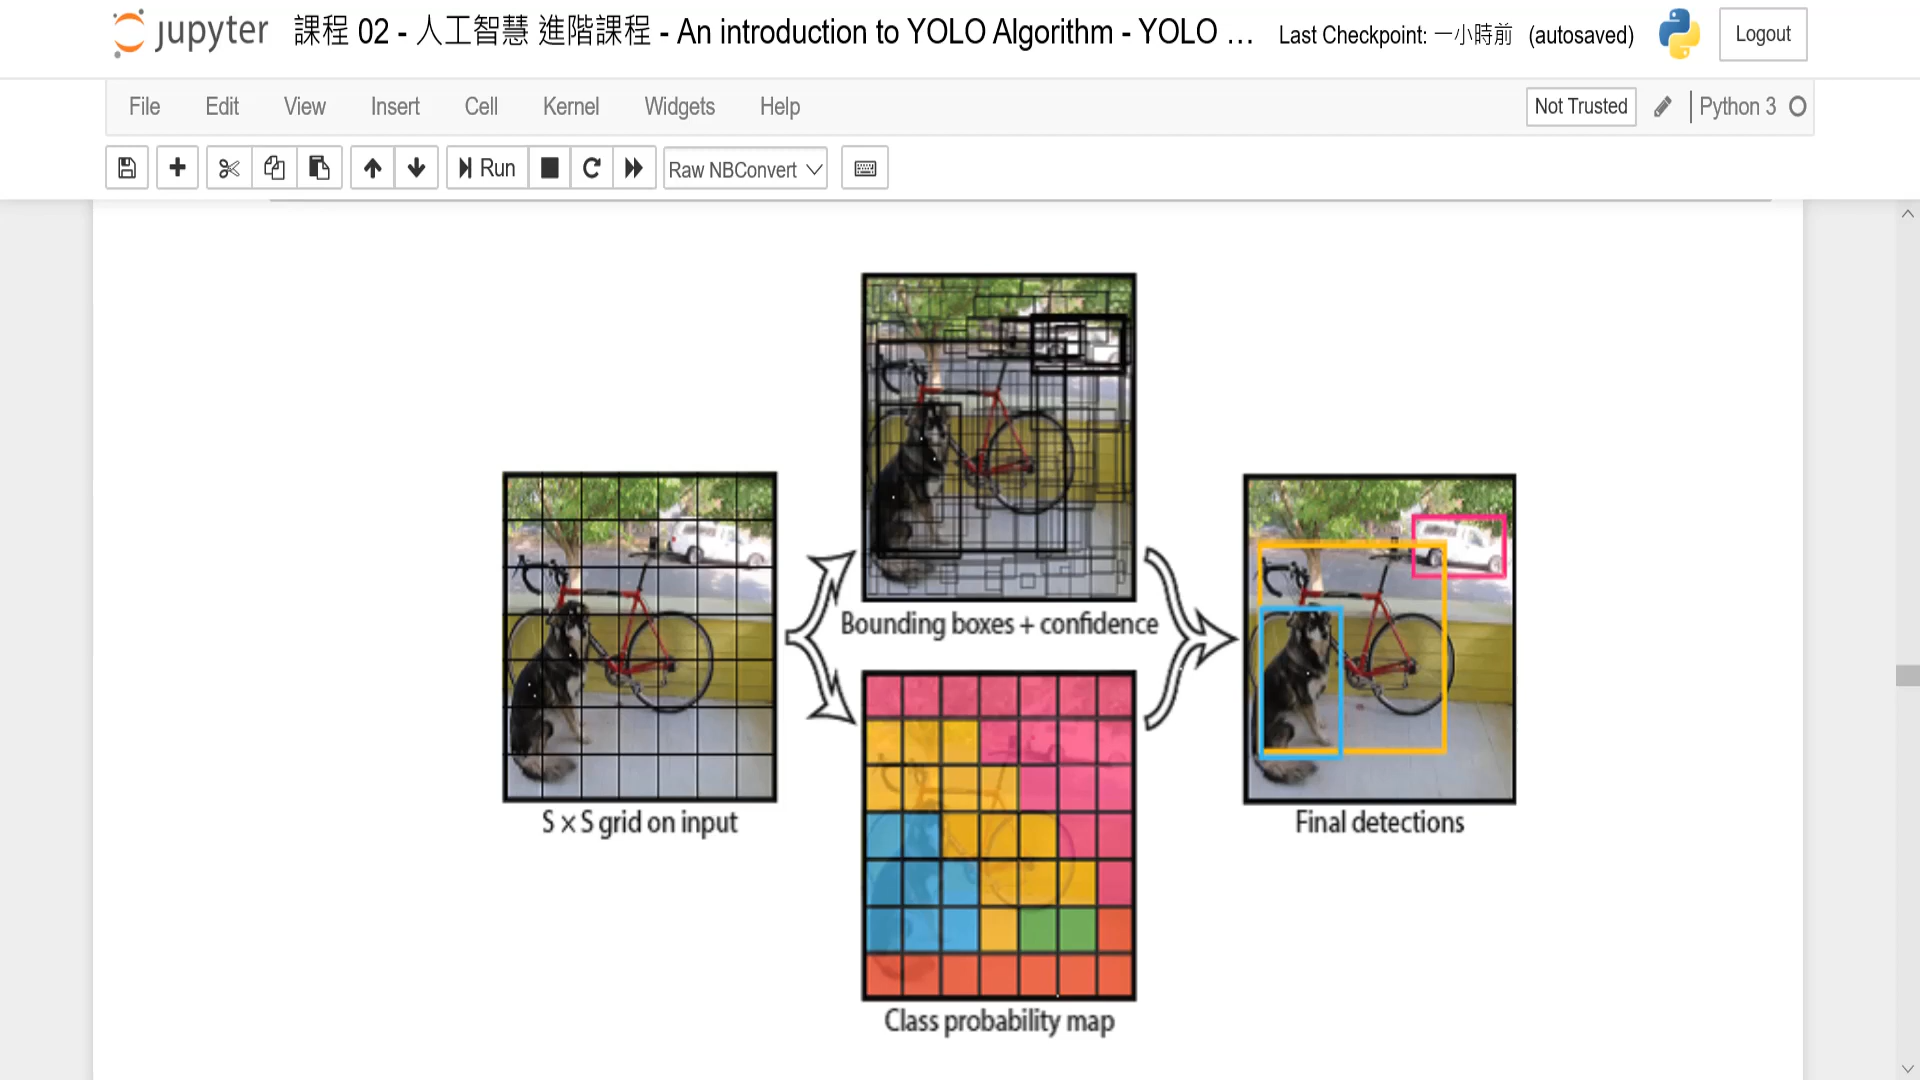 jupyter 課程 02 - 人工智慧 進階課程 - An introduction to YOLO Algorithm - YOLO ... Last Checkpoint: 一小時前 (autosaved) Logout
File Edit View Insert Cell Kernel Widgets Help Not Trusted Python 3
Run Raw NBConvert
Bounding boxes + confidence
S × S grid on input
Final detections
Class probability map